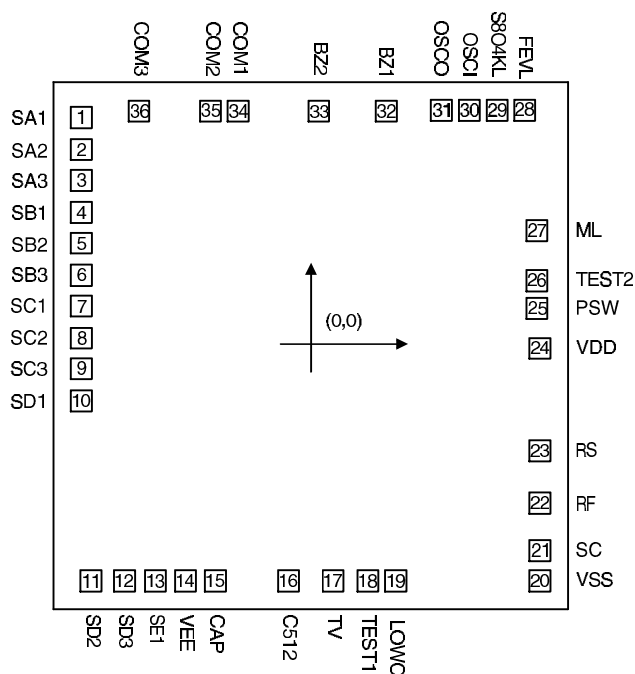 COM3
COM2
COM1
BZ2
BZ1
OSCO
OSCI
S8O4KL
FEVL
36
35
34
33
32
31
30
29
28
SA1 1
SA2 2
SA3 3
SB1 4
SB2 5
SB3 6
SC1 7
SC2 8
SC3 9
SD1 10
(0,0)
27 ML
26 TEST2
25 PSW
24 VDD
23 RS
22 RF
21 SC
20 VSS
11
12
13
14
15
16
17
18
19
SD2
SD3
SE1
VEE
CAP
C512
TV
TEST1
LOWC